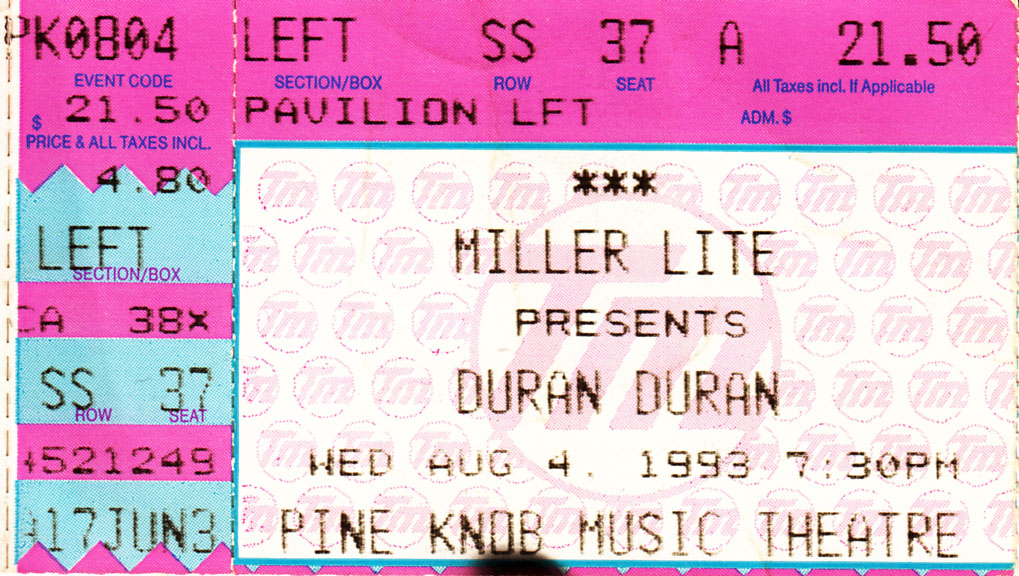 PK0804
EVENT CODE
$ 21.50
PRICE & ALL TAXES INCL.
4.80
LEFT
SECTION/BOX
CA 38X
SS 37
ROW SEAT
4521249
A17JUN3
LEFT SS 37 A 21.50
SECTION/BOX ROW SEAT All Taxes incl. If Applicable
PAVILION LFT ADM. $
***
MILLER LITE
PRESENTS
DURAN DURAN
WED AUG 4, 1993 7:30PM
PINE KNOB MUSIC THEATRE